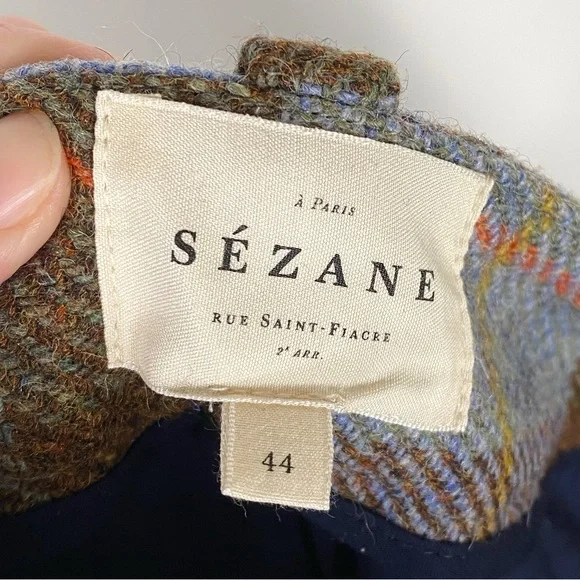 À PARIS
SÉZANE
RUE SAINT-FIACRE
2ᵉ ARR.
44